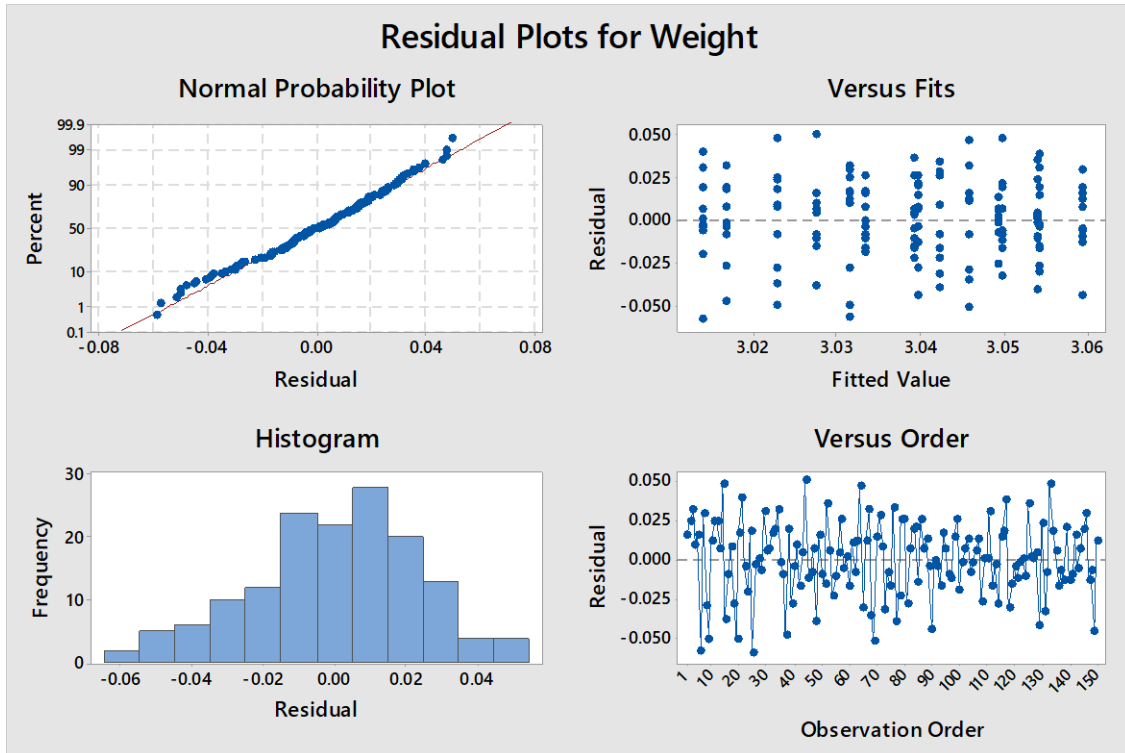 Residual Plots for Weight
Normal Probability Plot
99.9
99
90
50
10
1
0.1
Percent
-0.08 -0.04 0.00 0.04 0.08
Residual
Versus Fits
0.050
0.025
0.000
-0.025
-0.050
Residual
3.02 3.03 3.04 3.05 3.06
Fitted Value
Histogram
30
20
10
0
Frequency
-0.06 -0.04 -0.02 0.00 0.02 0.04
Residual
Versus Order
0.050
0.025
0.000
-0.025
-0.050
Residual
1 10 20 30 40 50 60 70 80 90 100 110 120 130 140 150
Observation Order